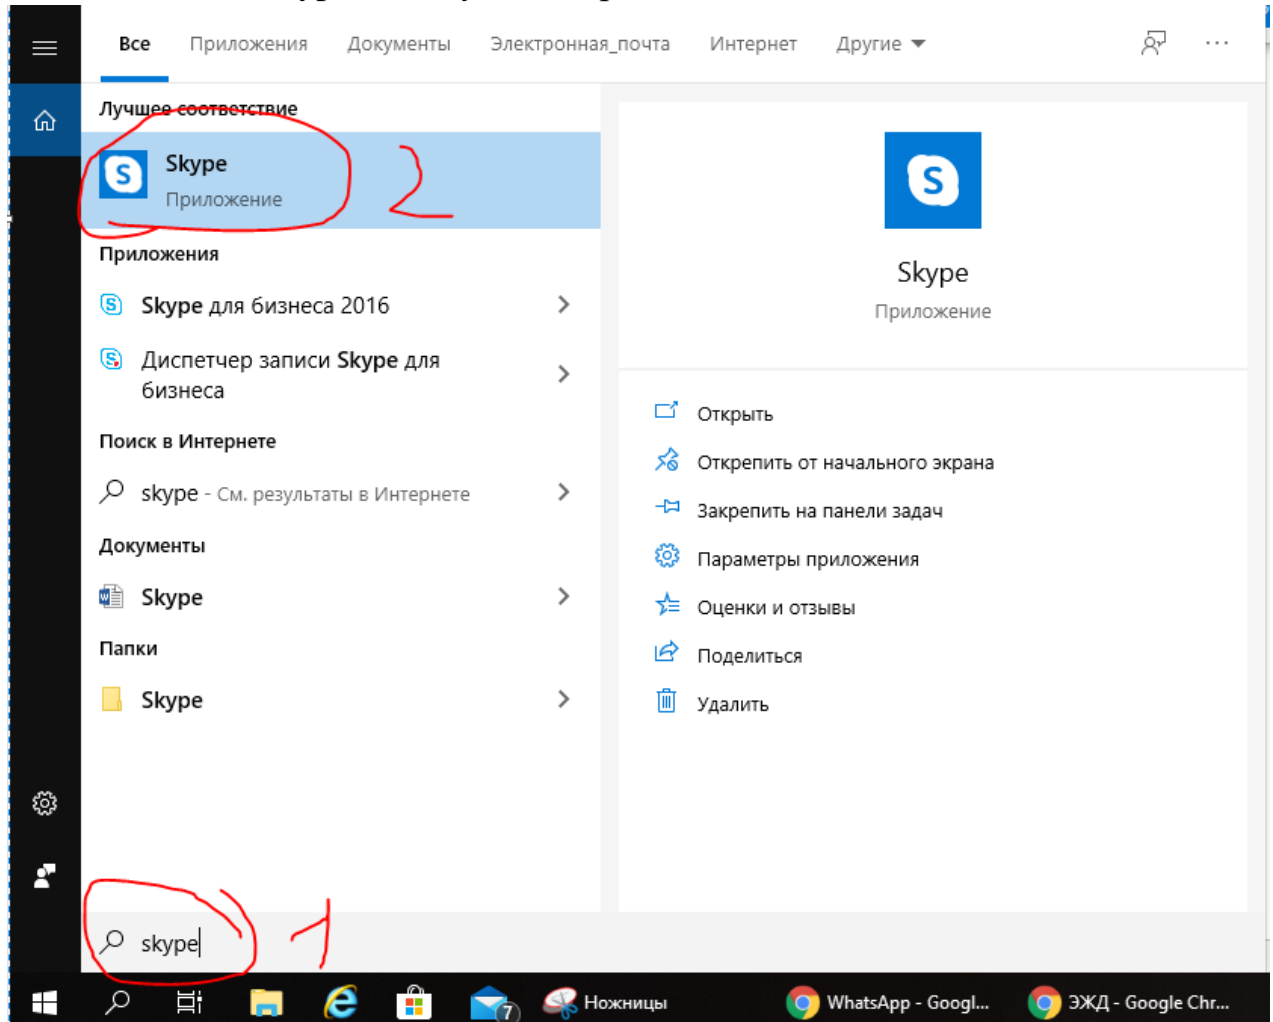 Все Приложения Документы Электронная_почта Интернет Другие
Лучшее соответствие
Skype
Приложение
2
Приложения
Skype для бизнеса 2016
Диспетчер записи Skype для
бизнеса
Поиск в Интернете
skype - См. результаты в Интернете
Документы
Skype
Папки
Skype
Skype
Приложение
Открыть
Открепить от начального экрана
Закрепить на панели задач
Параметры приложения
Оценки и отзывы
Поделиться
Удалить
skype
1
7 Ножницы WhatsApp - Googl... ЭЖД - Google Chr...